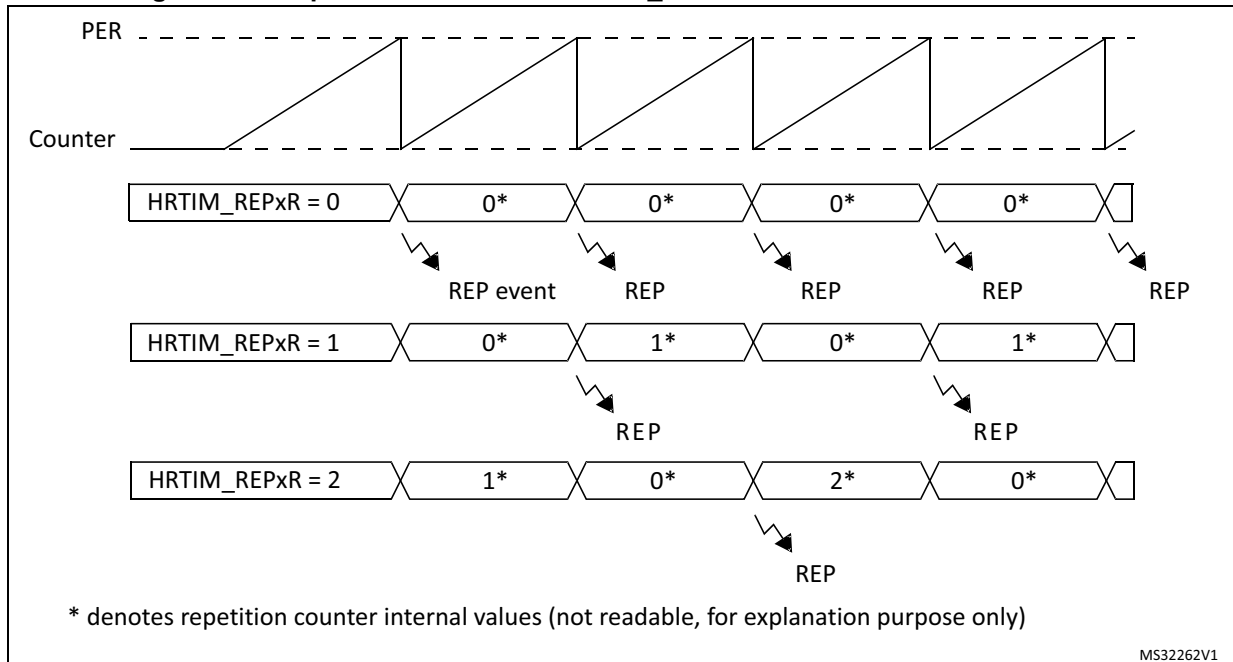 PER
Counter
HRTIM_REPxR = 0 0* 0* 0* 0*
REP event REP REP REP REP
HRTIM_REPxR = 1 0* 1* 0* 1*
REP REP
HRTIM_REPxR = 2 1* 0* 2* 0*
REP
* denotes repetition counter internal values (not readable, for explanation purpose only)
MS32262V1